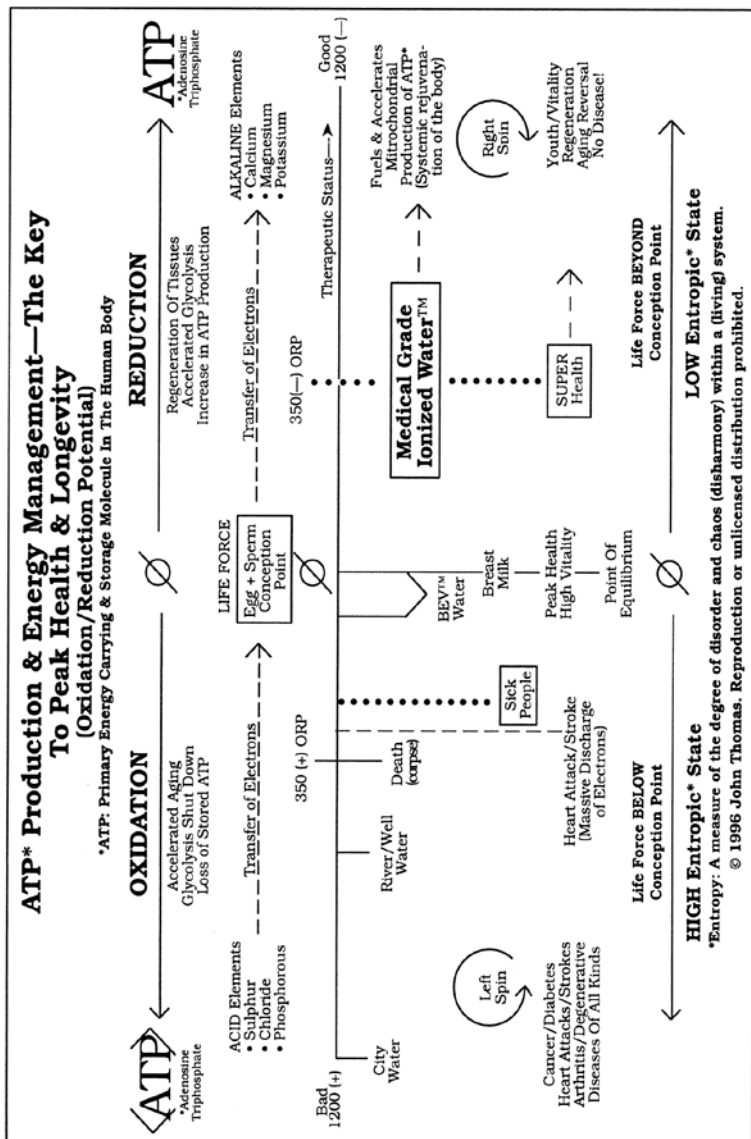 ATP* Production & Energy Management—The Key
To Peak Health & Longevity
(Oxidation/Reduction Potential)
*ATP: Primary Energy Carrying & Storage Molecule In The Human Body
ATP
*Adenosine
Triphosphate
OXIDATION
Accelerated Aging
Glycolysis Shut Down
Loss of Stored ATP
REDUCTION
Regeneration Of Tissues
Accelerated Glycolysis
Increase in ATP Production
ATP
*Adenosine
Triphosphate
ACID Elements
• Sulphur
• Chloride
• Phosphorous
Transfer of Electrons
LIFE FORCE
Egg + Sperm
Conception
Point
Transfer of Electrons
ALKALINE Elements
• Calcium
• Magnesium
• Potassium
Bad
1200 (+)
350 (+) ORP
350(—) ORP
Therapeutic Status
Good
1200 (—)
City
Water
River/Well
Water
Death
(corpse)
Sick
People
Heart Attack/Stroke
(Massive Discharge
of Electrons)
BEV™
Water
Breast
Milk
Peak Health
High Vitality
Point Of
Equilibrium
Medical Grade
Ionized Water™
SUPER
Health
Fuels & Accelerates
Mitrochondrial
Production of ATP*
(Systemic rejuvena-
tion of the body)
Left
Spin
Cancer/Diabetes
Heart Attacks/Strokes
Arthritis/Degenerative
Diseases Of All Kinds
Right
Spin
Youth/Vitality
Regeneration
Aging Reversal
No Disease!
Life Force BELOW
Conception Point
Life Force BEYOND
Conception Point
HIGH Entropic* State
LOW Entropic* State
*Entropy: A measure of the degree of disorder and chaos (disharmony) within a (living) system.
© 1996 John Thomas. Reproduction or unlicensed distribution prohibited.